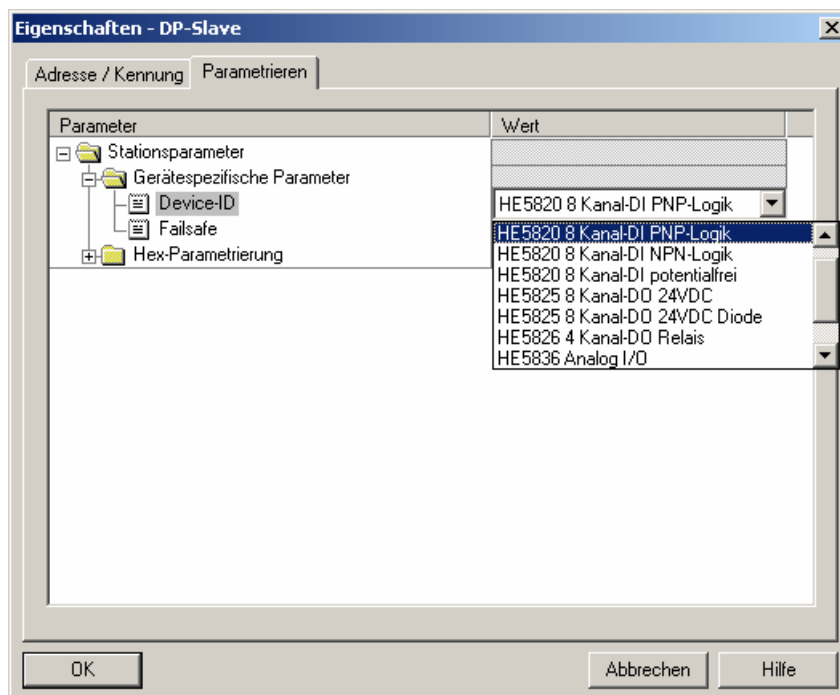 Eigenschaften - DP-Slave
Adresse / Kennung Parametrieren
Parameter Wert
Stationsparameter
Gerätespezifische Parameter
Device-ID HE5820 8 Kanal-DI PNP-Logik
Failsafe HE5820 8 Kanal-DI PNP-Logik
Hex-Parametrierung HE5820 8 Kanal-DI NPN-Logik
HE5820 8 Kanal-DI potentialfrei
HE5825 8 Kanal-DO 24VDC
HE5825 8 Kanal-DO 24VDC Diode
HE5826 4 Kanal-DO Relais
HE5836 Analog I/O
OK Abbrechen Hilfe